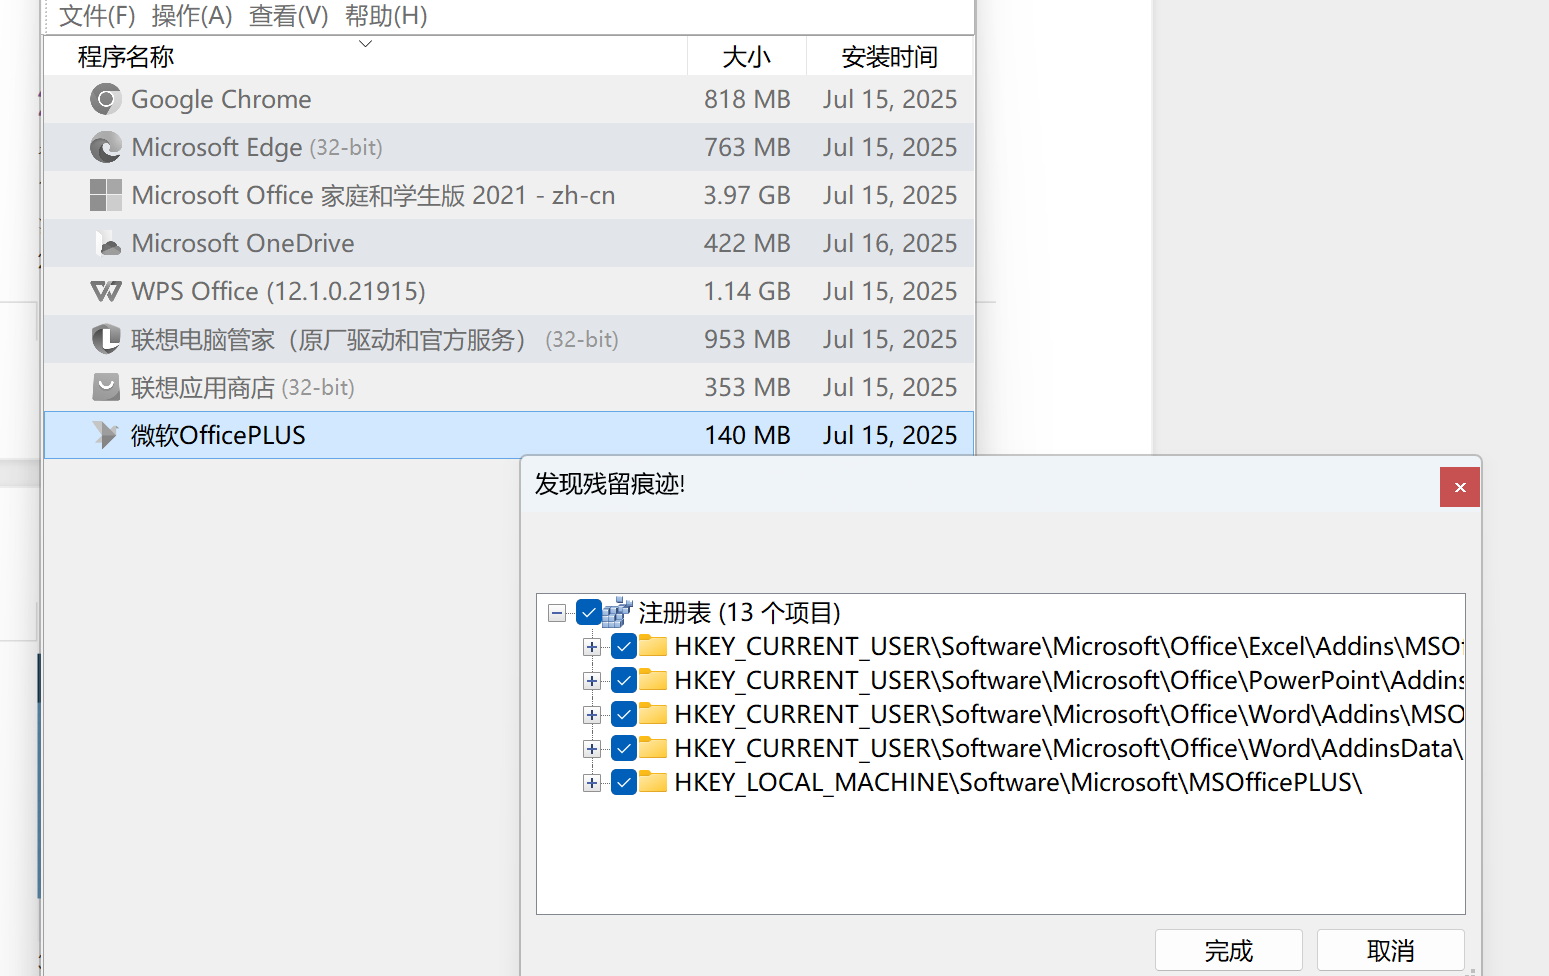 文件(F) 操作(A) 查看(V) 帮助(H)
程序名称 大小 安装时间
Google Chrome 818 MB Jul 15, 2025
Microsoft Edge (32-bit) 763 MB Jul 15, 2025
Microsoft Office 家庭和学生版 2021 - zh-cn 3.97 GB Jul 15, 2025
Microsoft OneDrive 422 MB Jul 16, 2025
WPS Office (12.1.0.21915) 1.14 GB Jul 15, 2025
联想电脑管家（原厂驱动和官方服务） (32-bit) 953 MB Jul 15, 2025
联想应用商店 (32-bit) 353 MB Jul 15, 2025
微软OfficePLUS 140 MB Jul 15, 2025
发现残留痕迹!
注册表 (13 个项目)
HKEY_CURRENT_USER\Software\Microsoft\Office\Excel\Addins\MSOf
HKEY_CURRENT_USER\Software\Microsoft\Office\PowerPoint\Addins
HKEY_CURRENT_USER\Software\Microsoft\Office\Word\Addins\MSO
HKEY_CURRENT_USER\Software\Microsoft\Office\Word\AddinsData\
HKEY_LOCAL_MACHINE\Software\Microsoft\MSOfficePLUS\
完成 取消